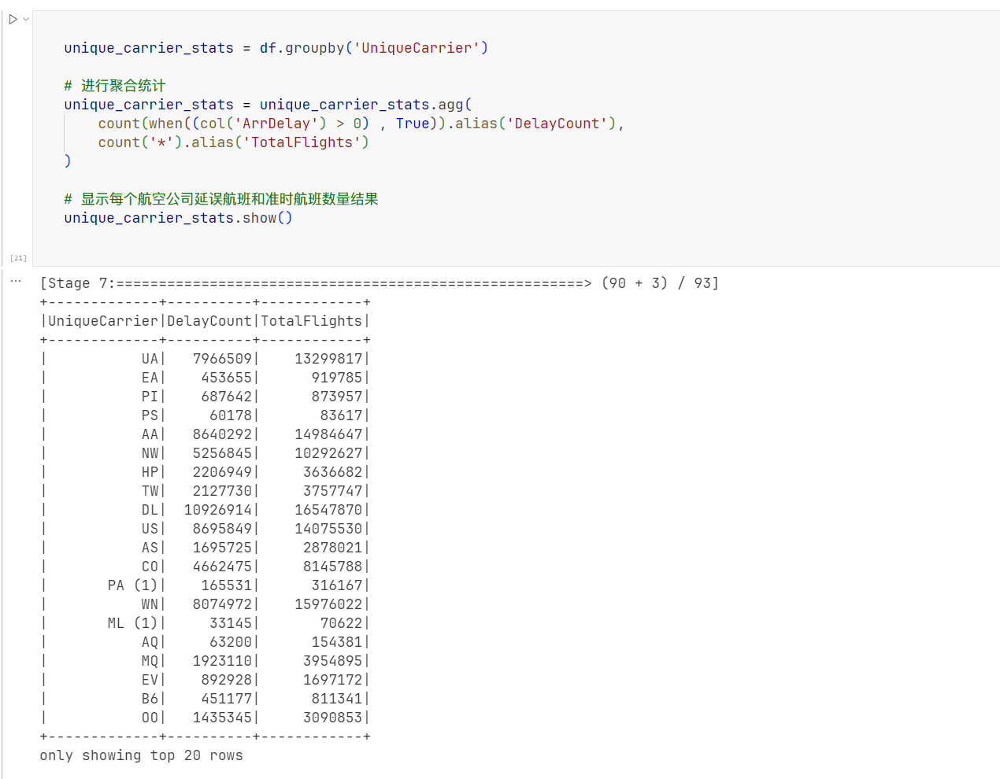 unique_carrier_stats = df.groupby('UniqueCarrier')
# 进行聚合统计
unique_carrier_stats = unique_carrier_stats.agg(
    count(when((col('ArrDelay') > 0) , True)).alias('DelayCount'),
    count('*').alias('TotalFlights')
)
# 显示每个航空公司延误航班和准时航班数量结果
unique_carrier_stats.show()
[21]
[Stage 7:=======================================================> (90 + 3) / 93]
+-------------+----------+------------+
|UniqueCarrier|DelayCount|TotalFlights|
+-------------+----------+------------+
|           UA|   7966509|    13299817|
|           EA|    453655|      919785|
|           PI|    687642|      873957|
|           PS|     60178|       83617|
|           AA|   8640292|    14984647|
|           NW|   5256845|    10292627|
|           HP|   2206949|     3636682|
|           TW|   2127730|     3757747|
|           DL|  10926914|    16547870|
|           US|   8695849|    14075530|
|           AS|   1695725|     2878021|
|           CO|   4662475|     8145788|
|       PA (1)|    165531|      316167|
|           WN|   8074972|    15976022|
|       ML (1)|     33145|       70622|
|           AQ|     63200|      154381|
|           MQ|   1923110|     3954895|
|           EV|    892928|     1697172|
|           B6|    451177|      811341|
|           OO|   1435345|     3090853|
+-------------+----------+------------+
only showing top 20 rows